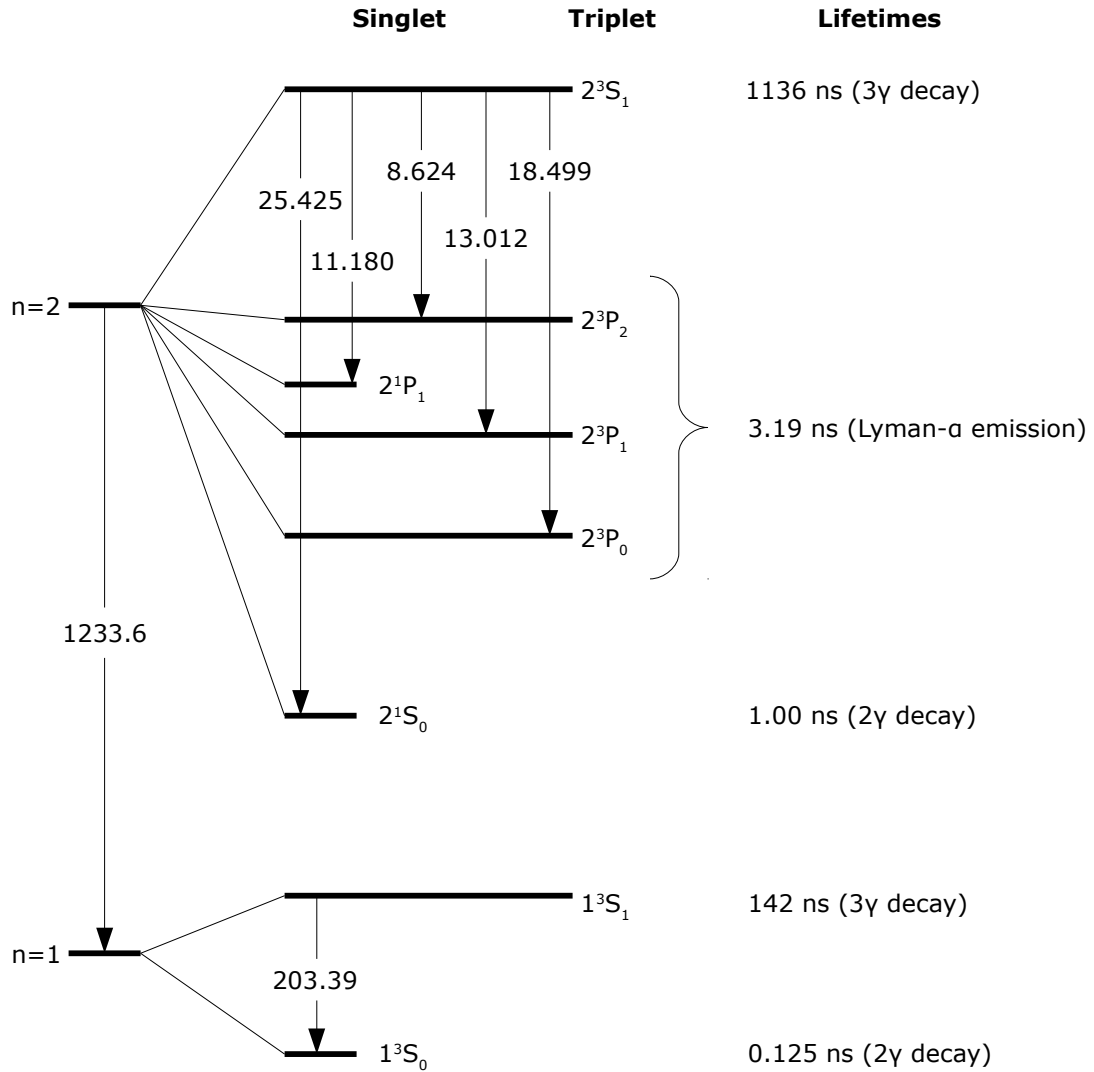 Singlet Triplet Lifetimes
2³S₁ 1136 ns (3γ decay)
8.624 18.499
25.425
13.012
11.180
n=2
2³P₂
2¹P₁
2³P₁ 3.19 ns (Lyman-α emission)
2³P₀
1233.6
2¹S₀ 1.00 ns (2γ decay)
1³S₁ 142 ns (3γ decay)
n=1
203.39
1³S₀ 0.125 ns (2γ decay)